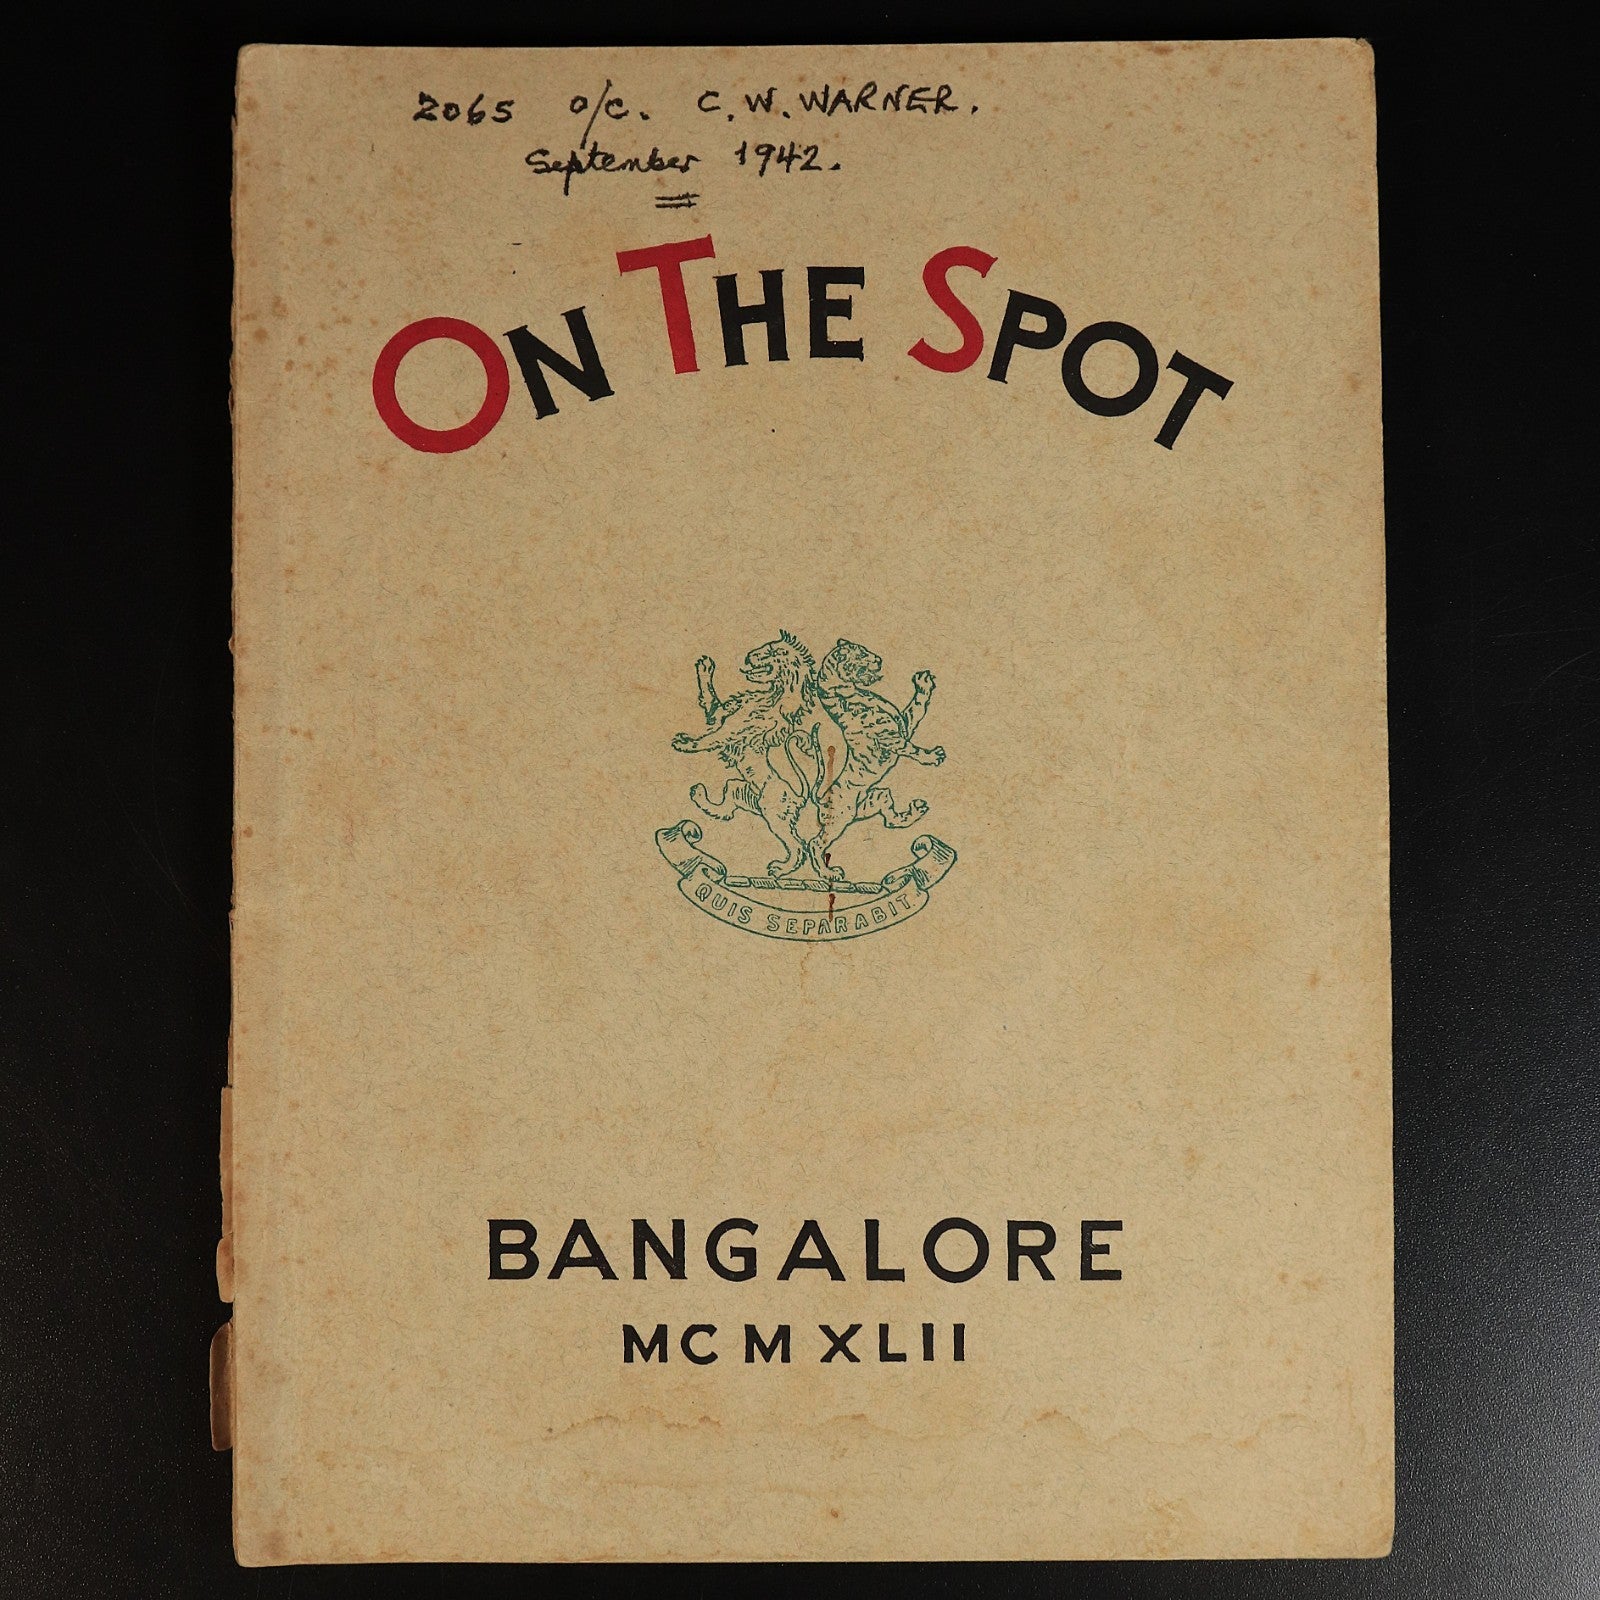 2065 o/c. C. W. WARNER.
September 1942.
ON THE SPOT
QUIS SEPARABIT.
BANGALORE
MCMXLII